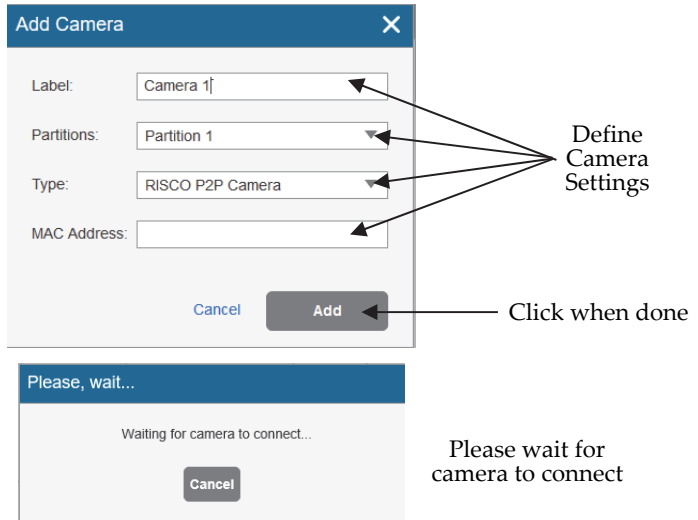 Add Camera
Label:
Camera 1
Partitions:
Partition 1
Type:
RISCO P2P Camera
MAC Address:
Define
Camera
Settings
Cancel
Add
Click when done
Please, wait...
Waiting for camera to connect...
Cancel
Please wait for
camera to connect